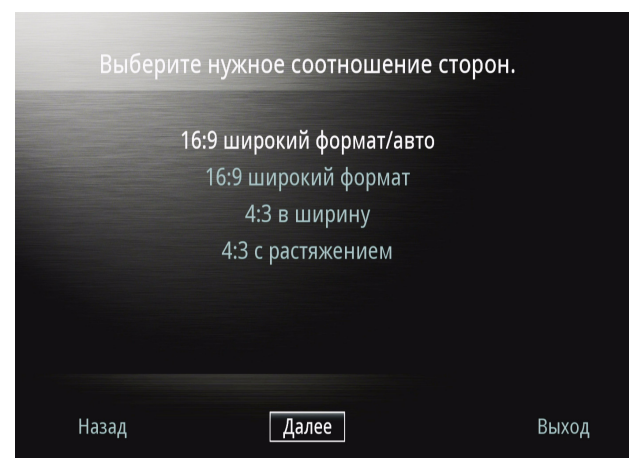 Выберите нужное соотношение сторон.
16:9 широкий формат/авто
16:9 широкий формат
4:3 в ширину
4:3 с растяжением
Назад Далее Выход